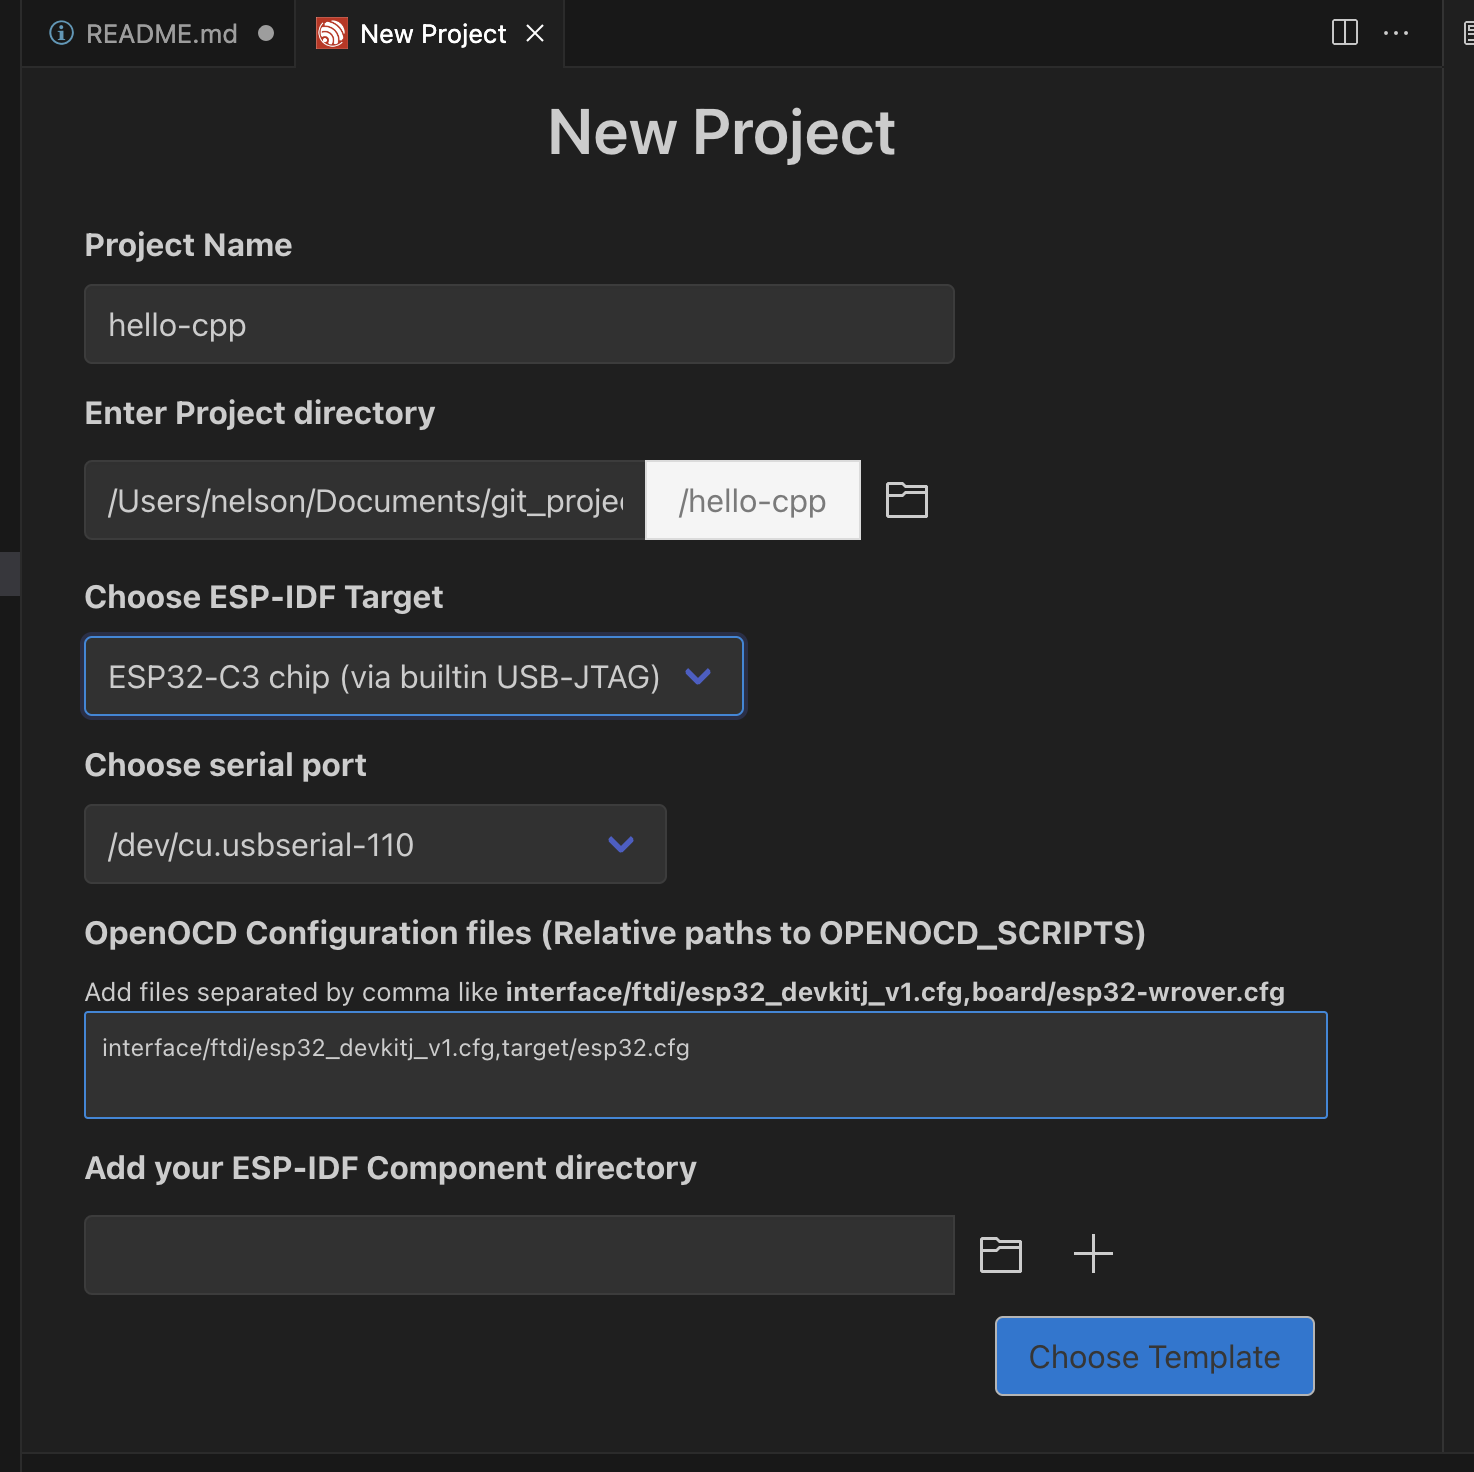 README.md
New Project
New Project
Project Name
hello-cpp
Enter Project directory
/Users/nelson/Documents/git_projec /hello-cpp
Choose ESP-IDF Target
ESP32-C3 chip (via builtin USB-JTAG)
Choose serial port
/dev/cu.usbserial-110
OpenOCD Configuration files (Relative paths to OPENOCD_SCRIPTS)
Add files separated by comma like interface/ftdi/esp32_devkitj_v1.cfg,board/esp32-wrover.cfg
interface/ftdi/esp32_devkitj_v1.cfg,target/esp32.cfg
Add your ESP-IDF Component directory
Choose Template